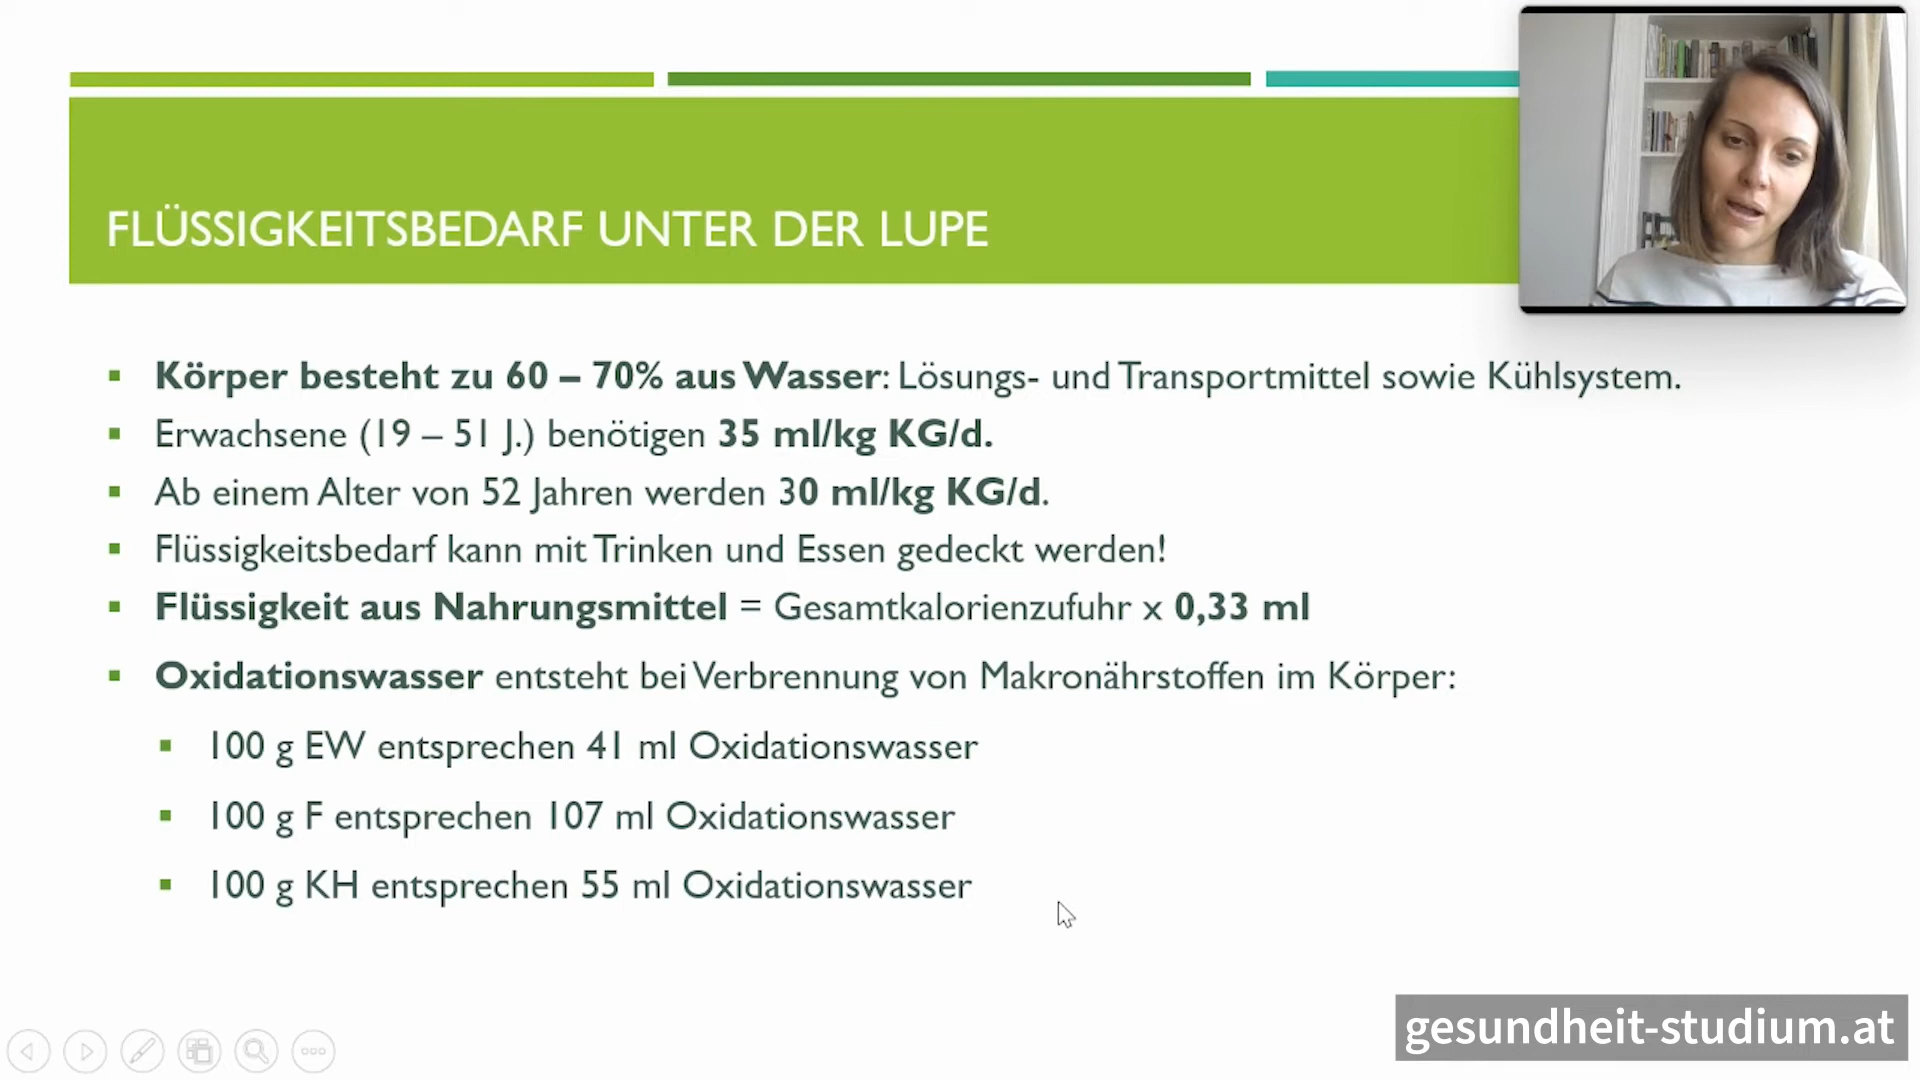 FLÜSSIGKEITSBEDARF UNTER DER LUPE
Körper besteht zu 60 – 70% aus Wasser: Lösungs- und Transportmittel sowie Kühlsystem.
Erwachsene (19 – 51 J.) benötigen 35 ml/kg KG/d.
Ab einem Alter von 52 Jahren werden 30 ml/kg KG/d.
Flüssigkeitsbedarf kann mit Trinken und Essen gedeckt werden!
Flüssigkeit aus Nahrungsmittel = Gesamtkalorienzufuhr x 0,33 ml
Oxidationswasser entsteht bei Verbrennung von Makronährstoffen im Körper:
100 g EW entsprechen 41 ml Oxidationswasser
100 g F entsprechen 107 ml Oxidationswasser
100 g KH entsprechen 55 ml Oxidationswasser
gesundheit-studium.at